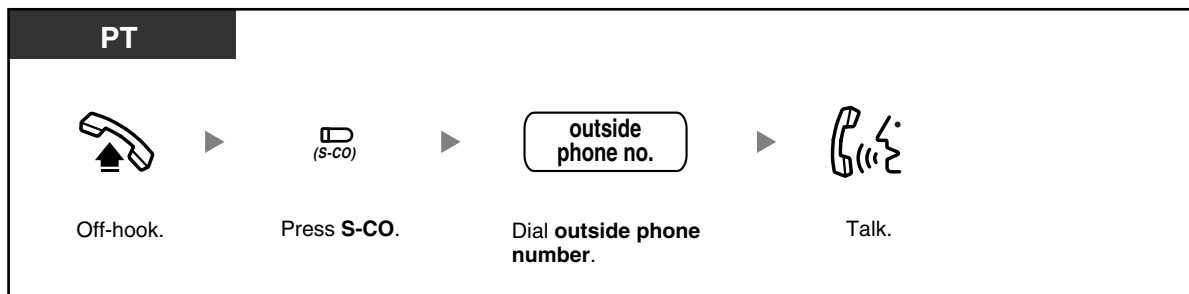 PT
(S-CO)
outside
phone no.
Off-hook.
Press S-CO.
Dial outside phone
number.
Talk.